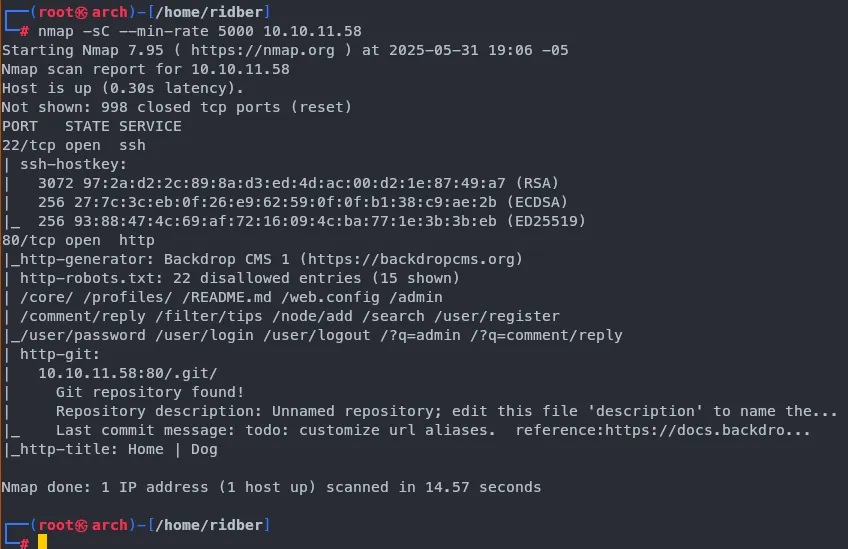 ┌──(root㉿arch)-[/home/ridber]
└─# nmap -sC --min-rate 5000 10.10.11.58
Starting Nmap 7.95 ( https://nmap.org ) at 2025-05-31 19:06 -05
Nmap scan report for 10.10.11.58
Host is up (0.30s latency).
Not shown: 998 closed tcp ports (reset)
PORT   STATE SERVICE
22/tcp open  ssh
| ssh-hostkey:
|   3072 97:2a:d2:2c:89:8a:d3:ed:4d:ac:00:d2:1e:87:49:a7 (RSA)
|   256 27:7c:3c:eb:0f:26:e9:62:59:0f:0f:b1:38:c9:ae:2b (ECDSA)
|_  256 93:88:47:4c:69:af:72:16:09:4c:ba:77:1e:3b:3b:eb (ED25519)
80/tcp open  http
|_http-generator: Backdrop CMS 1 (https://backdropcms.org)
| http-robots.txt: 22 disallowed entries (15 shown)
| /core/ /profiles/ /README.md /web.config /admin
| /comment/reply /filter/tips /node/add /search /user/register
|_/user/password /user/login /user/logout /?q=admin /?q=comment/reply
| http-git:
|   10.10.11.58:80/.git/
|     Git repository found!
|     Repository description: Unnamed repository; edit this file 'description' to name the...
|_    Last commit message: todo: customize url aliases.  reference:https://docs.backdro...
|_http-title: Home | Dog
Nmap done: 1 IP address (1 host up) scanned in 14.57 seconds
┌──(root㉿arch)-[/home/ridber]
└─#